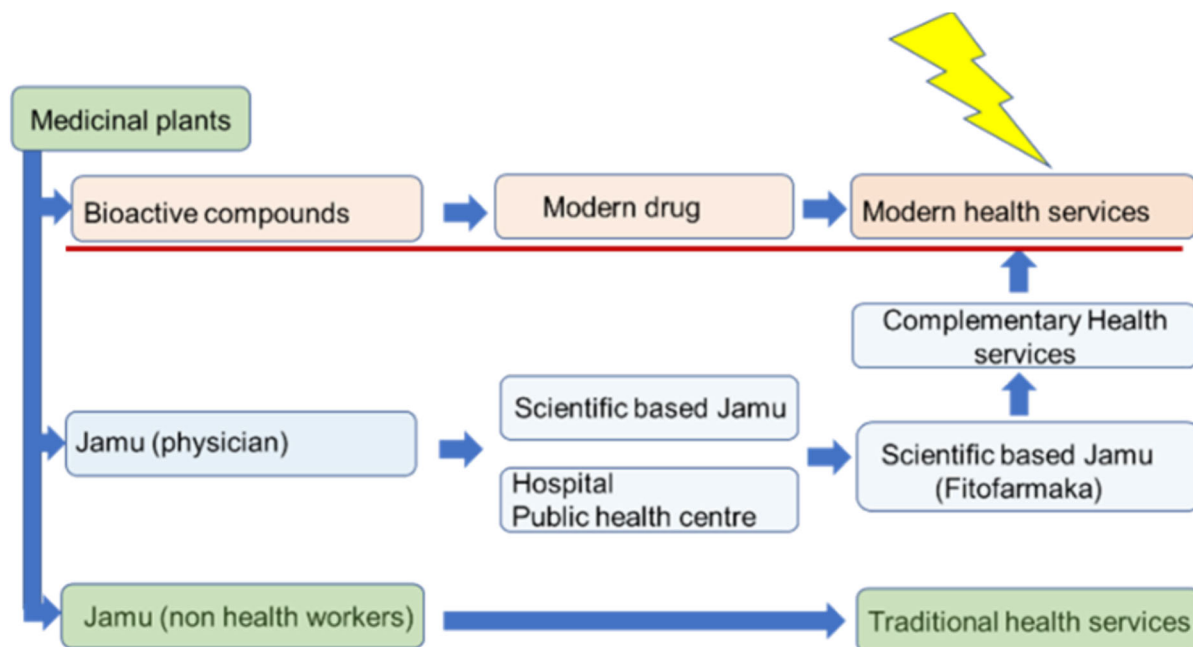 Medicinal plants
Bioactive compounds
Modern drug
Modern health services
Complementary Health
services
Jamu (physician)
Scientific based Jamu
Hospital
Public health centre
Scientific based Jamu
(Fitofarmaka)
Jamu (non health workers)
Traditional health services